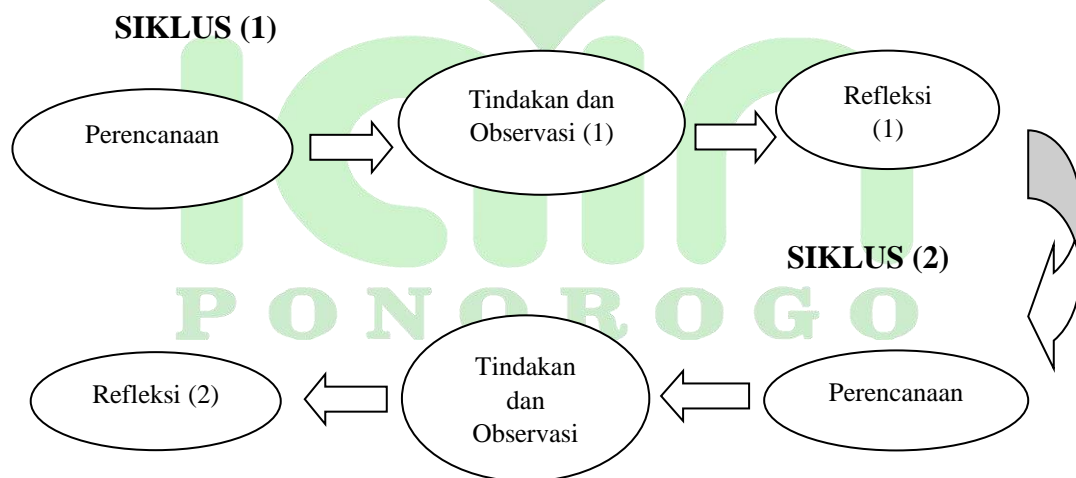 SIKLUS (1)
Perencanaan
Tindakan dan
Observasi (1)
Refleksi
(1)
SIKLUS (2)
PONOROGO
Refleksi (2)
Tindakan
dan
Observasi
Perencanaan